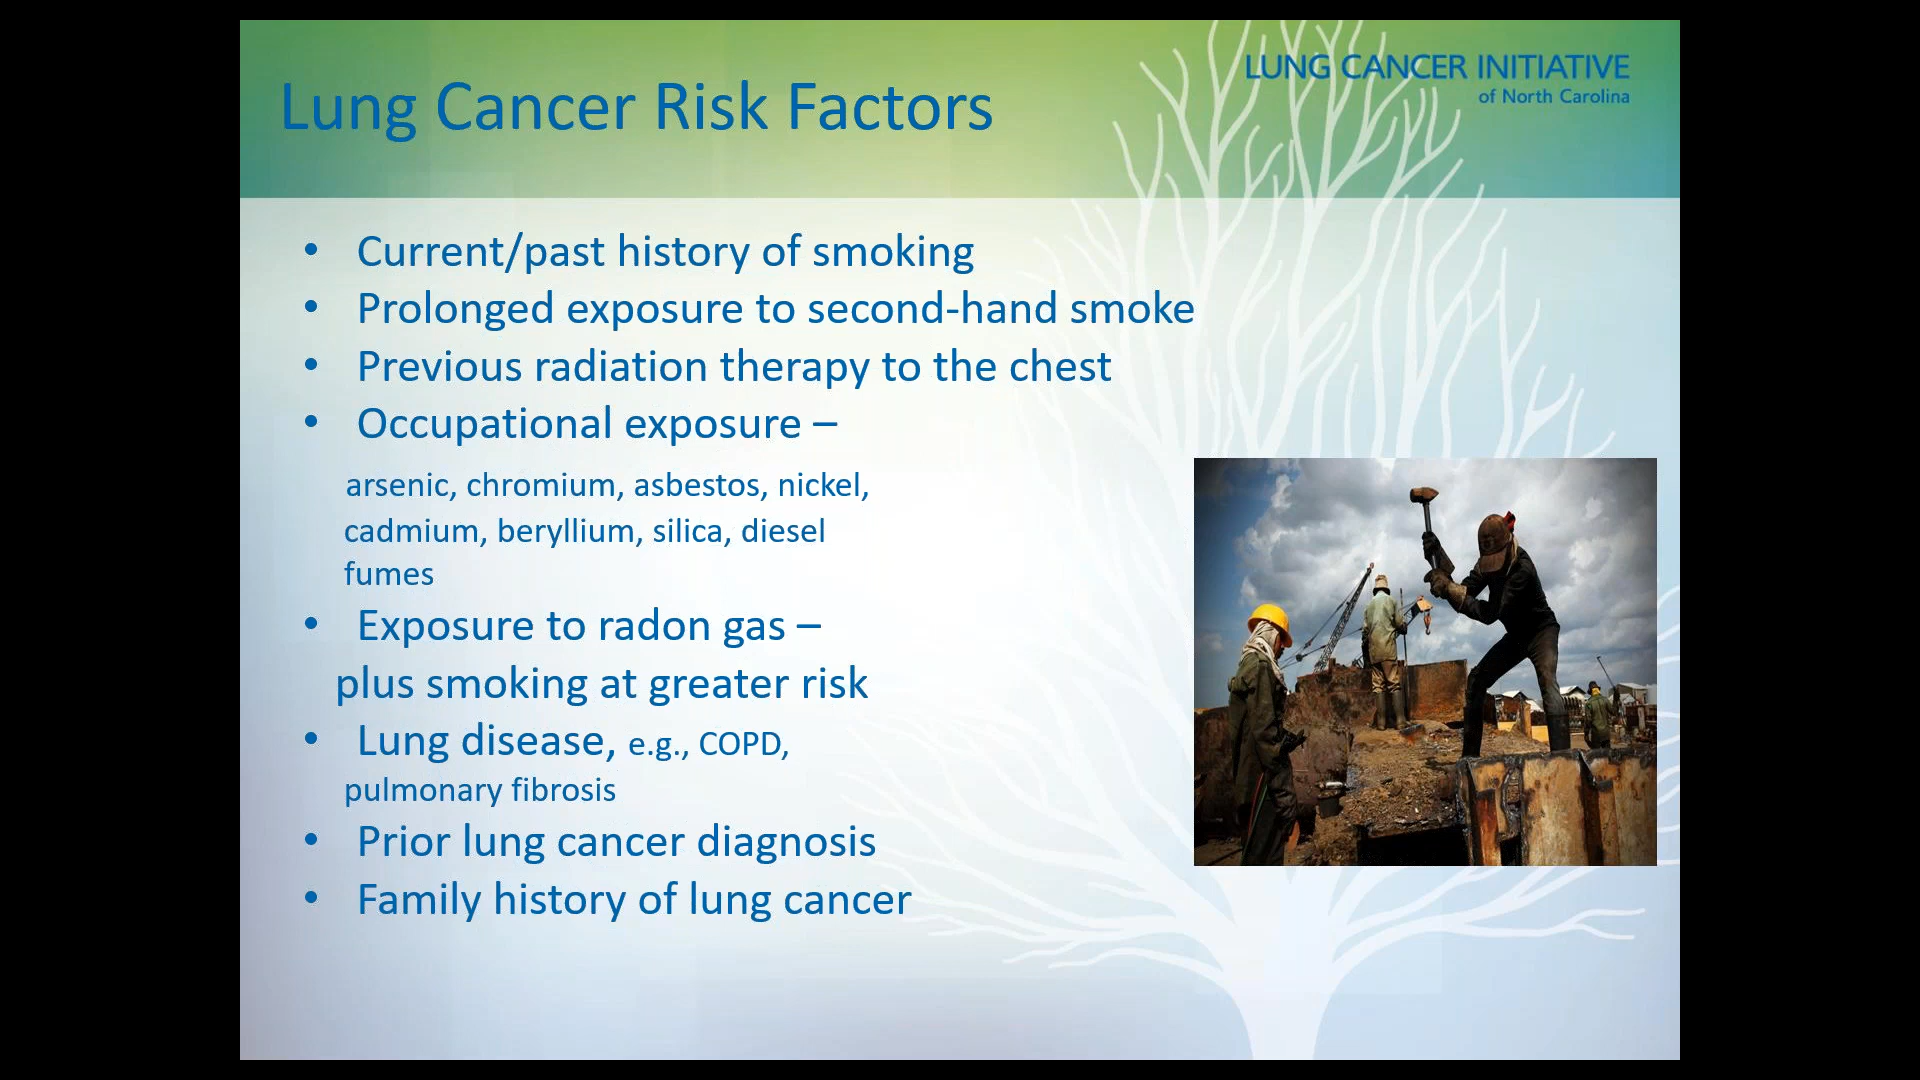 LUNG CANCER INITIATIVE
of North Carolina
Lung Cancer Risk Factors
• Current/past history of smoking
• Prolonged exposure to second-hand smoke
• Previous radiation therapy to the chest
• Occupational exposure –
arsenic, chromium, asbestos, nickel,
cadmium, beryllium, silica, diesel
fumes
• Exposure to radon gas –
plus smoking at greater risk
• Lung disease, e.g., COPD,
pulmonary fibrosis
• Prior lung cancer diagnosis
• Family history of lung cancer